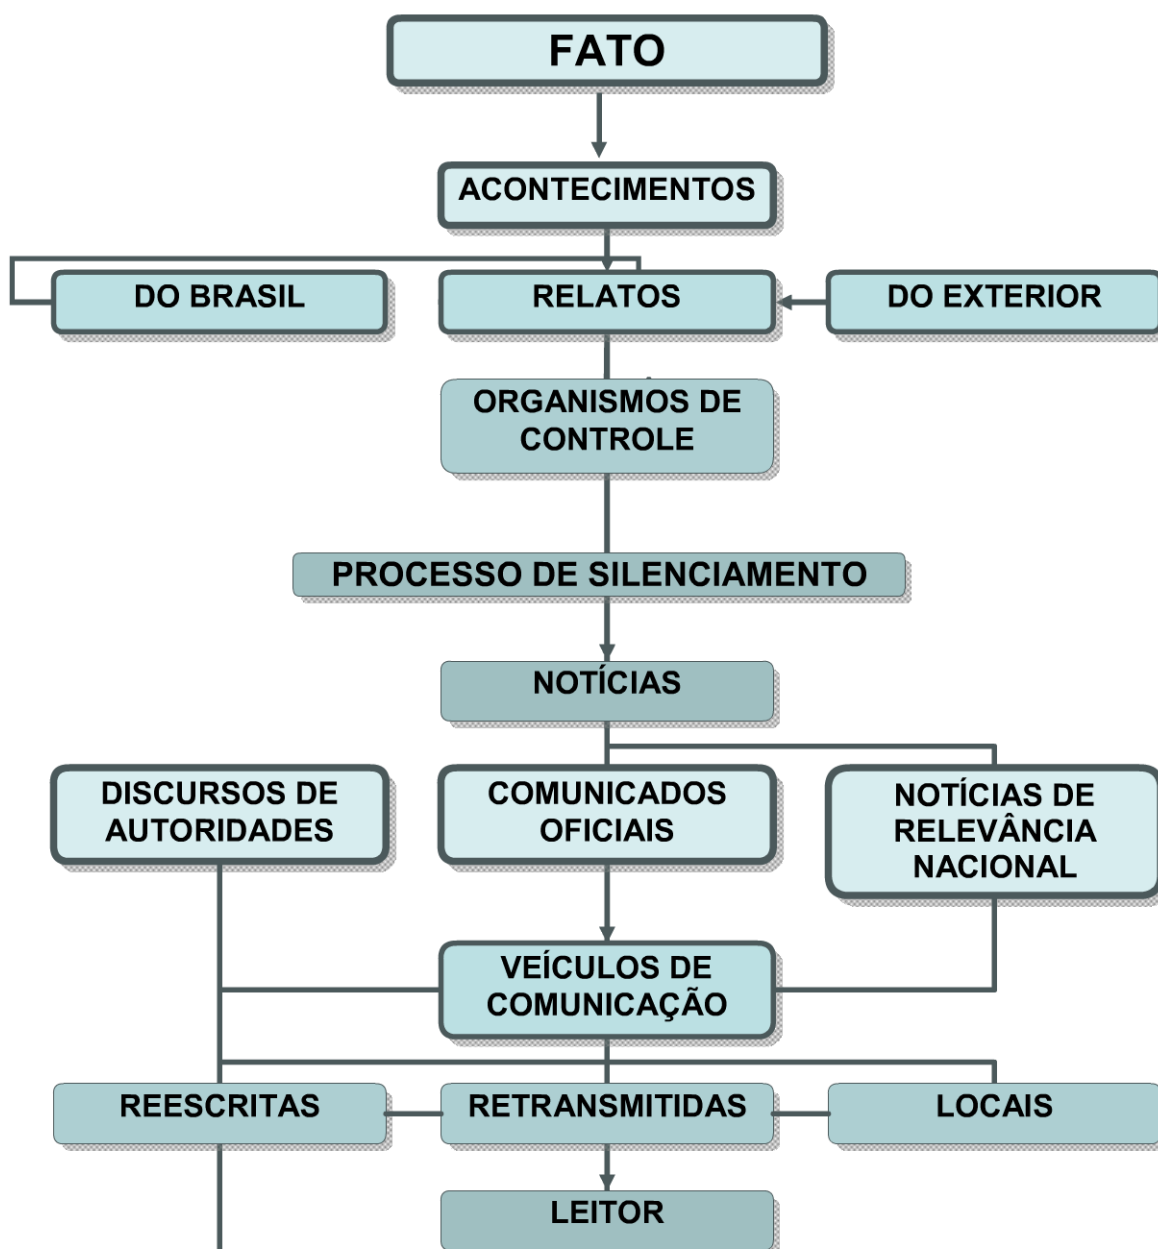 FATO
ACONTECIMENTOS
DO BRASIL
RELATOS
DO EXTERIOR
ORGANISMOS DE
CONTROLE
PROCESSO DE SILENCIAMENTO
NOTÍCIAS
DISCURSOS DE
AUTORIDADES
COMUNICADOS
OFICIAIS
NOTÍCIAS DE
RELEVÂNCIA
NACIONAL
VEÍCULOS DE
COMUNICAÇÃO
REESCRITAS
RETRANSMITIDAS
LOCAIS
LEITOR